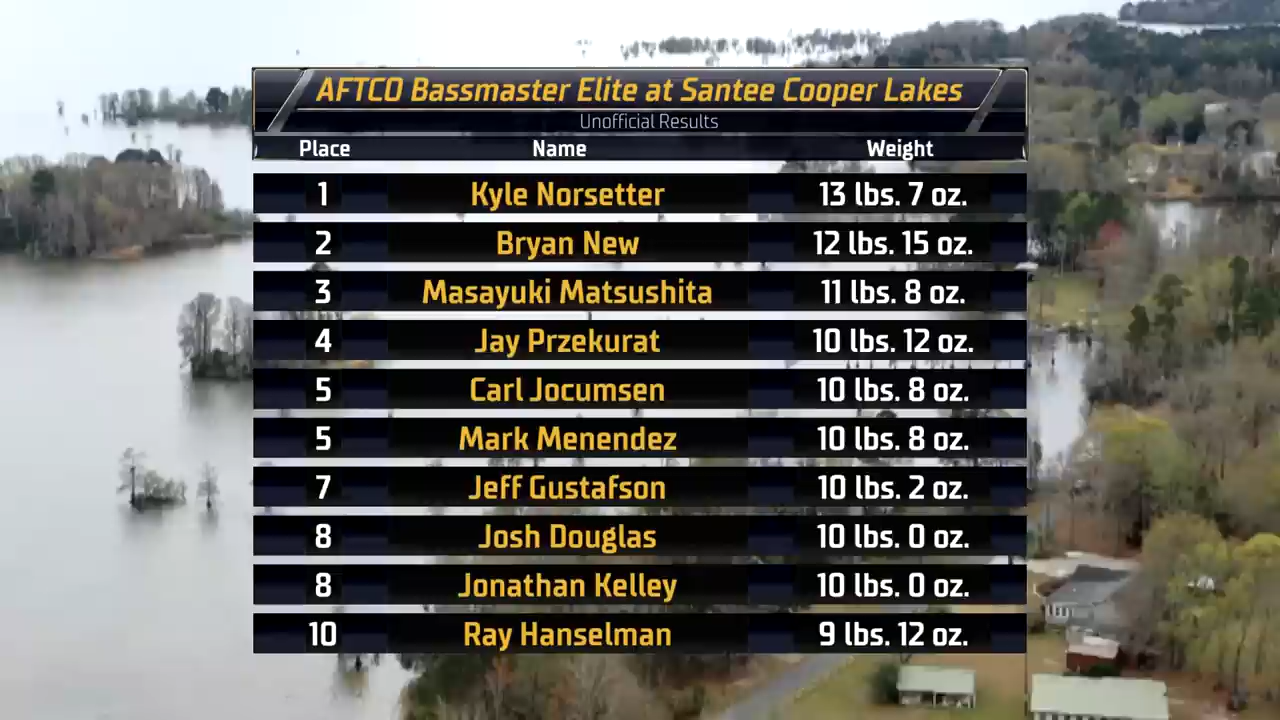 AFTCO Bassmaster Elite at Santee Cooper Lakes
Unofficial Results
Place Name Weight
1 Kyle Norsetter 13 lbs. 7 oz.
2 Bryan New 12 lbs. 15 oz.
3 Masayuki Matsushita 11 lbs. 8 oz.
4 Jay Przekurat 10 lbs. 12 oz.
5 Carl Jocumsen 10 lbs. 8 oz.
5 Mark Menendez 10 lbs. 8 oz.
7 Jeff Gustafson 10 lbs. 2 oz.
8 Josh Douglas 10 lbs. 0 oz.
8 Jonathan Kelley 10 lbs. 0 oz.
10 Ray Hanselman 9 lbs. 12 oz.